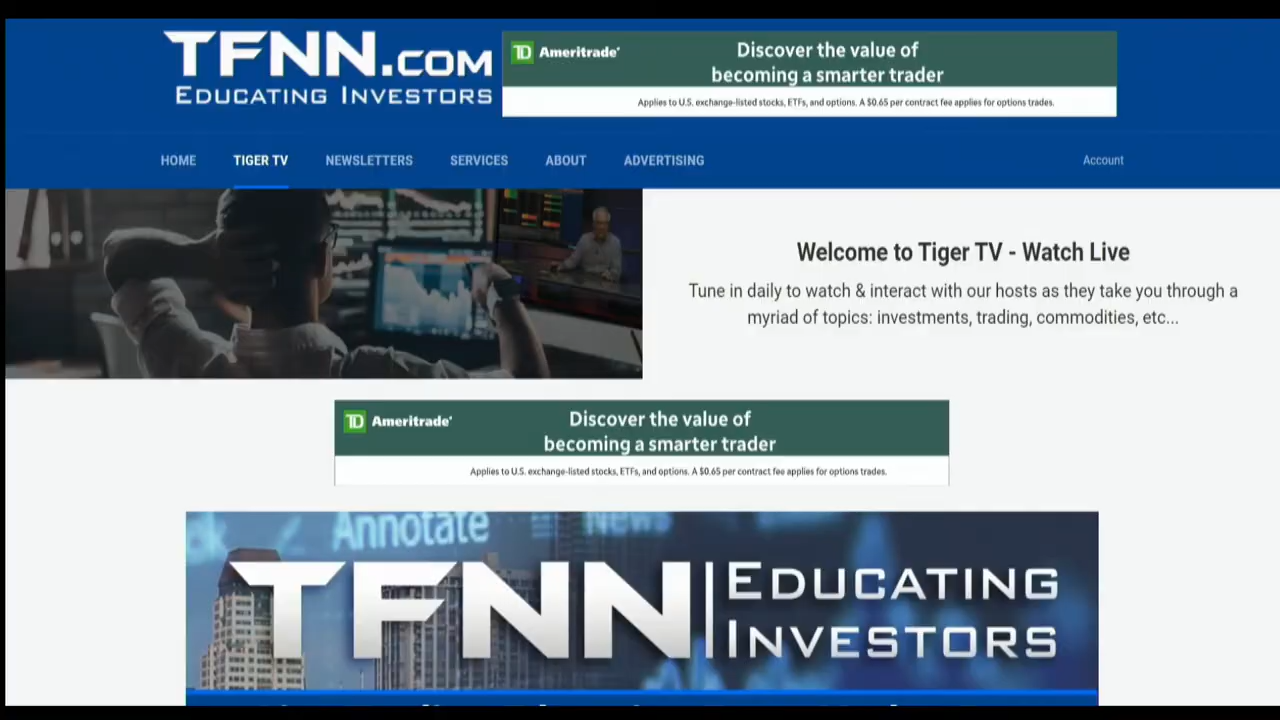 TFNN.COM
EDUCATING INVESTORS
TD Ameritrade
Discover the value of
becoming a smarter trader
Applies to U.S. exchange-listed stocks, ETFs, and options. A $0.65 per contract fee applies for options trades.
HOME TIGER TV NEWSLETTERS SERVICES ABOUT ADVERTISING Account
Welcome to Tiger TV - Watch Live
Tune in daily to watch & interact with our hosts as they take you through a
myriad of topics: investments, trading, commodities, etc...
TD Ameritrade
Discover the value of
becoming a smarter trader
Applies to U.S. exchange-listed stocks, ETFs, and options. A $0.65 per contract fee applies for options trades.
Annotate News
TFNN EDUCATING
INVESTORS